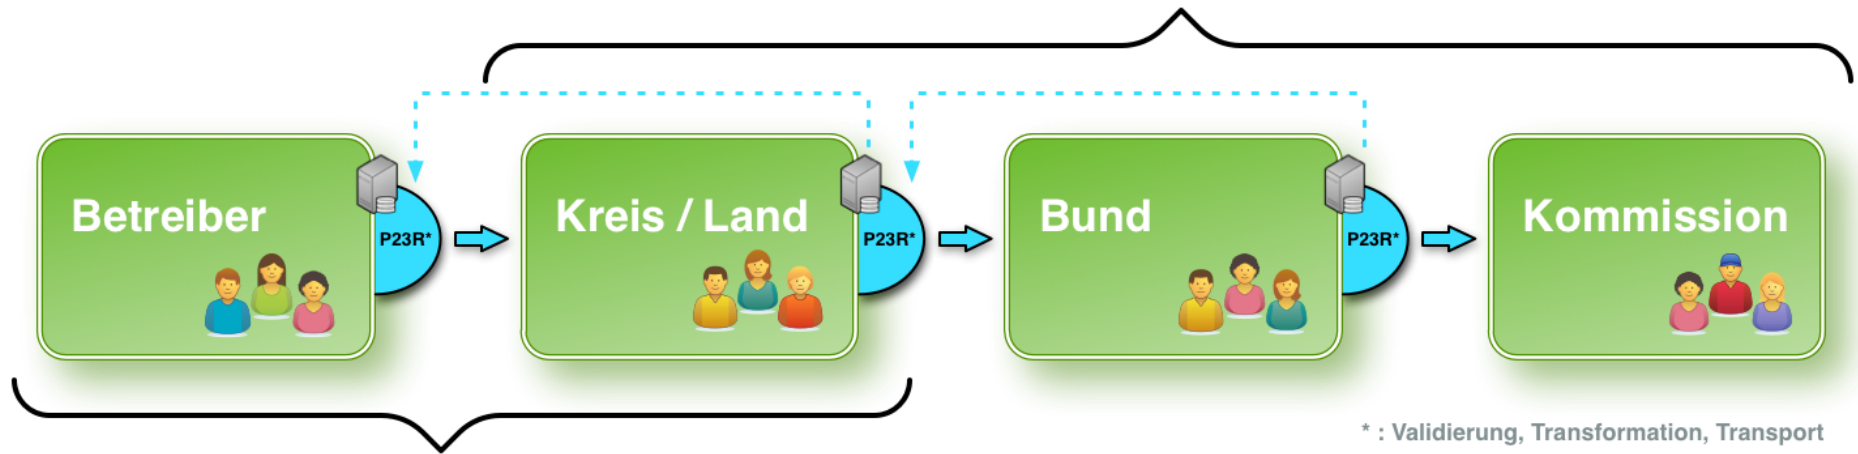 Betreiber
P23R*
Kreis / Land
P23R*
Bund
P23R*
Kommission
* : Validierung, Transformation, Transport